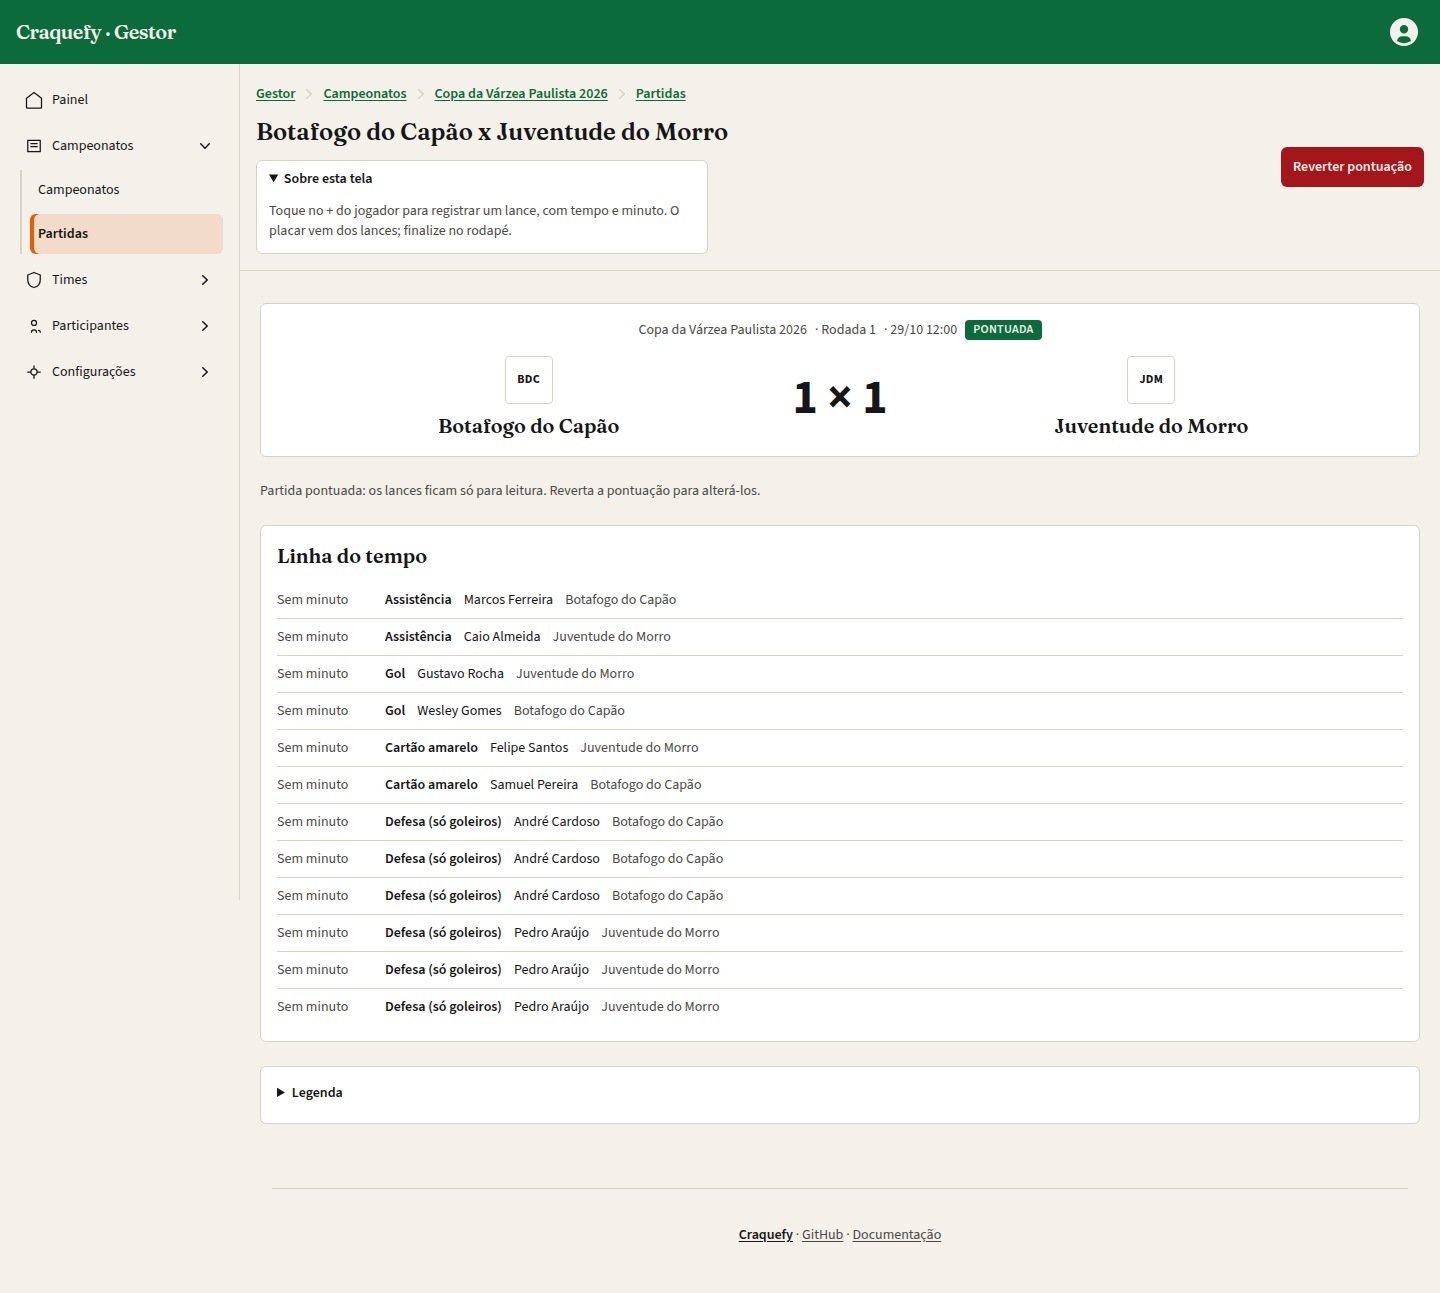 Craquefy · Gestor
Painel
Campeonatos
Campeonatos
Partidas
Times
Participantes
Configurações
Gestor
Campeonatos
Copa da Várzea Paulista 2026
Partidas
Botafogo do Capão x Juventude do Morro
Sobre esta tela
Toque no + do jogador para registrar um lance, com tempo e minuto. O
placar vem dos lances; finalize no rodapé.
Reverter pontuação
Copa da Várzea Paulista 2026 · Rodada 1 · 29/10 12:00 PONTUADA
BDC
Botafogo do Capão
1 × 1
JDM
Juventude do Morro
Partida pontuada: os lances ficam só para leitura. Reverta a pontuação para alterá-los.
Linha do tempo
Sem minuto Assistência Marcos Ferreira Botafogo do Capão
Sem minuto Assistência Caio Almeida Juventude do Morro
Sem minuto Gol Gustavo Rocha Juventude do Morro
Sem minuto Gol Wesley Gomes Botafogo do Capão
Sem minuto Cartão amarelo Felipe Santos Juventude do Morro
Sem minuto Cartão amarelo Samuel Pereira Botafogo do Capão
Sem minuto Defesa (só goleiros) André Cardoso Botafogo do Capão
Sem minuto Defesa (só goleiros) André Cardoso Botafogo do Capão
Sem minuto Defesa (só goleiros) André Cardoso Botafogo do Capão
Sem minuto Defesa (só goleiros) Pedro Araújo Juventude do Morro
Sem minuto Defesa (só goleiros) Pedro Araújo Juventude do Morro
Sem minuto Defesa (só goleiros) Pedro Araújo Juventude do Morro
Legenda
Craquefy · GitHub · Documentação